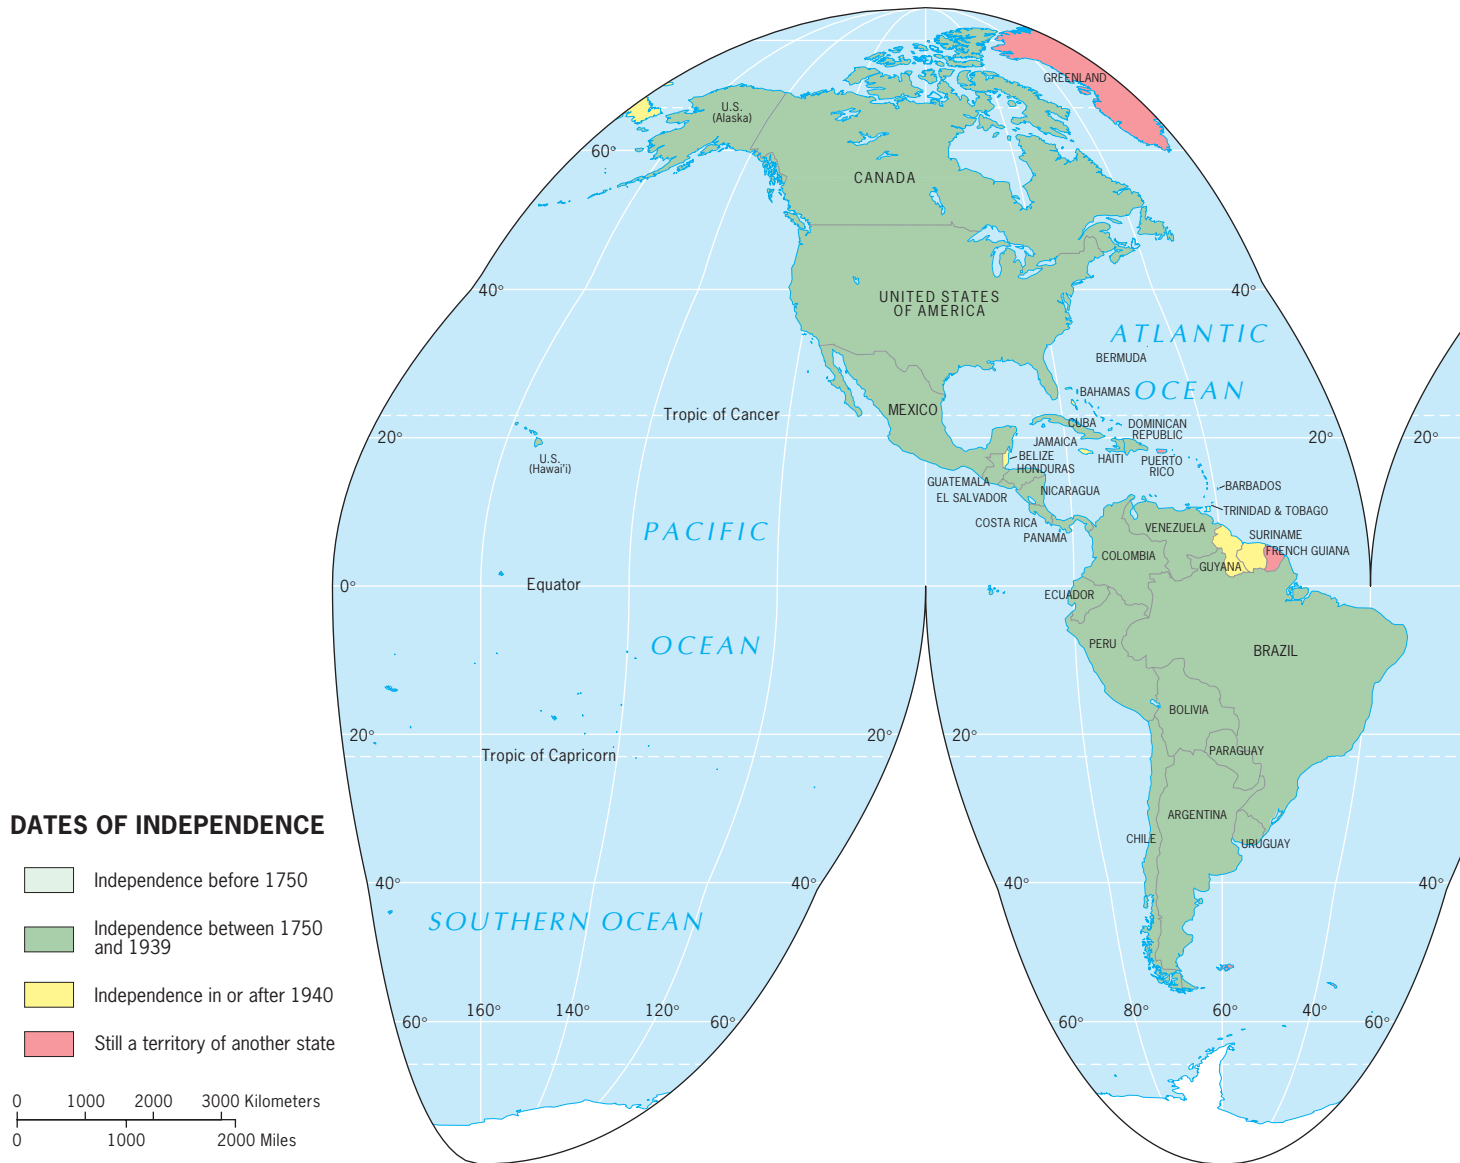 GREENLAND
U.S.
(Alaska)
60°
CANADA
40°
UNITED STATES
OF AMERICA
40°
ATLANTIC
BERMUDA
OCEAN
BAHAMAS
MEXICO
Tropic of Cancer
CUBA
DOMINICAN
REPUBLIC
20°
20°
20°
JAMAICA
HAITI
PUERTO
RICO
BELIZE
HONDURAS
U.S.
(Hawai'i)
GUATEMALA
EL SALVADOR
NICARAGUA
BARBADOS
TRINIDAD & TOBAGO
COSTA RICA
PANAMA
VENEZUELA
SURINAME
FRENCH GUIANA
GUYANA
COLOMBIA
PACIFIC
0°
Equator
ECUADOR
OCEAN
PERU
BRAZIL
BOLIVIA
20°
20°
20°
Tropic of Capricorn
PARAGUAY
ARGENTINA
CHILE
URUGUAY
40°
40°
40°
40°
SOUTHERN OCEAN
160°
140°
120°
60°
60°
60°
80°
60°
40°
60°
DATES OF INDEPENDENCE
Independence before 1750
Independence between 1750
and 1939
Independence in or after 1940
Still a territory of another state
0 1000 2000 3000 Kilometers
0 1000 2000 Miles